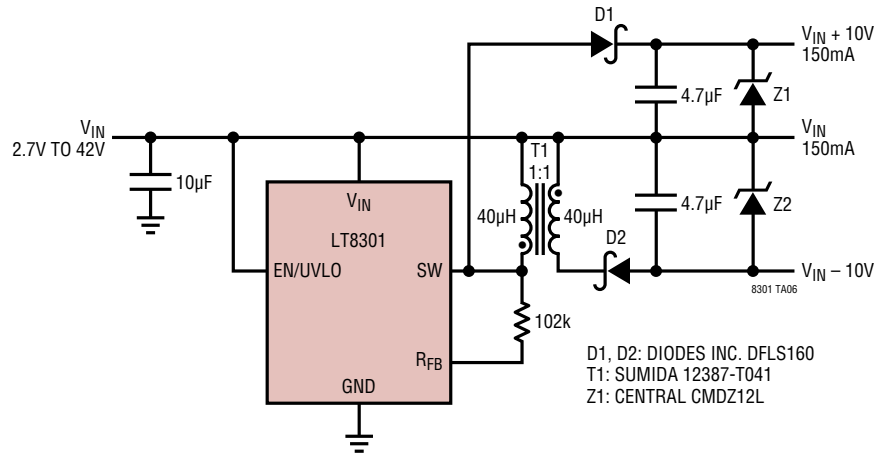 D1
V_IN + 10V
150mA
4.7µF
Z1
V_IN
2.7V TO 42V
V_IN
150mA
T1
1:1
10µF
V_IN
40µH
40µH
4.7µF
Z2
LT8301
D2
EN/UVLO
SW
V_IN – 10V
8301 TA06
102k
R_FB
D1, D2: DIODES INC. DFLS160
T1: SUMIDA 12387-T041
Z1: CENTRAL CMDZ12L
GND